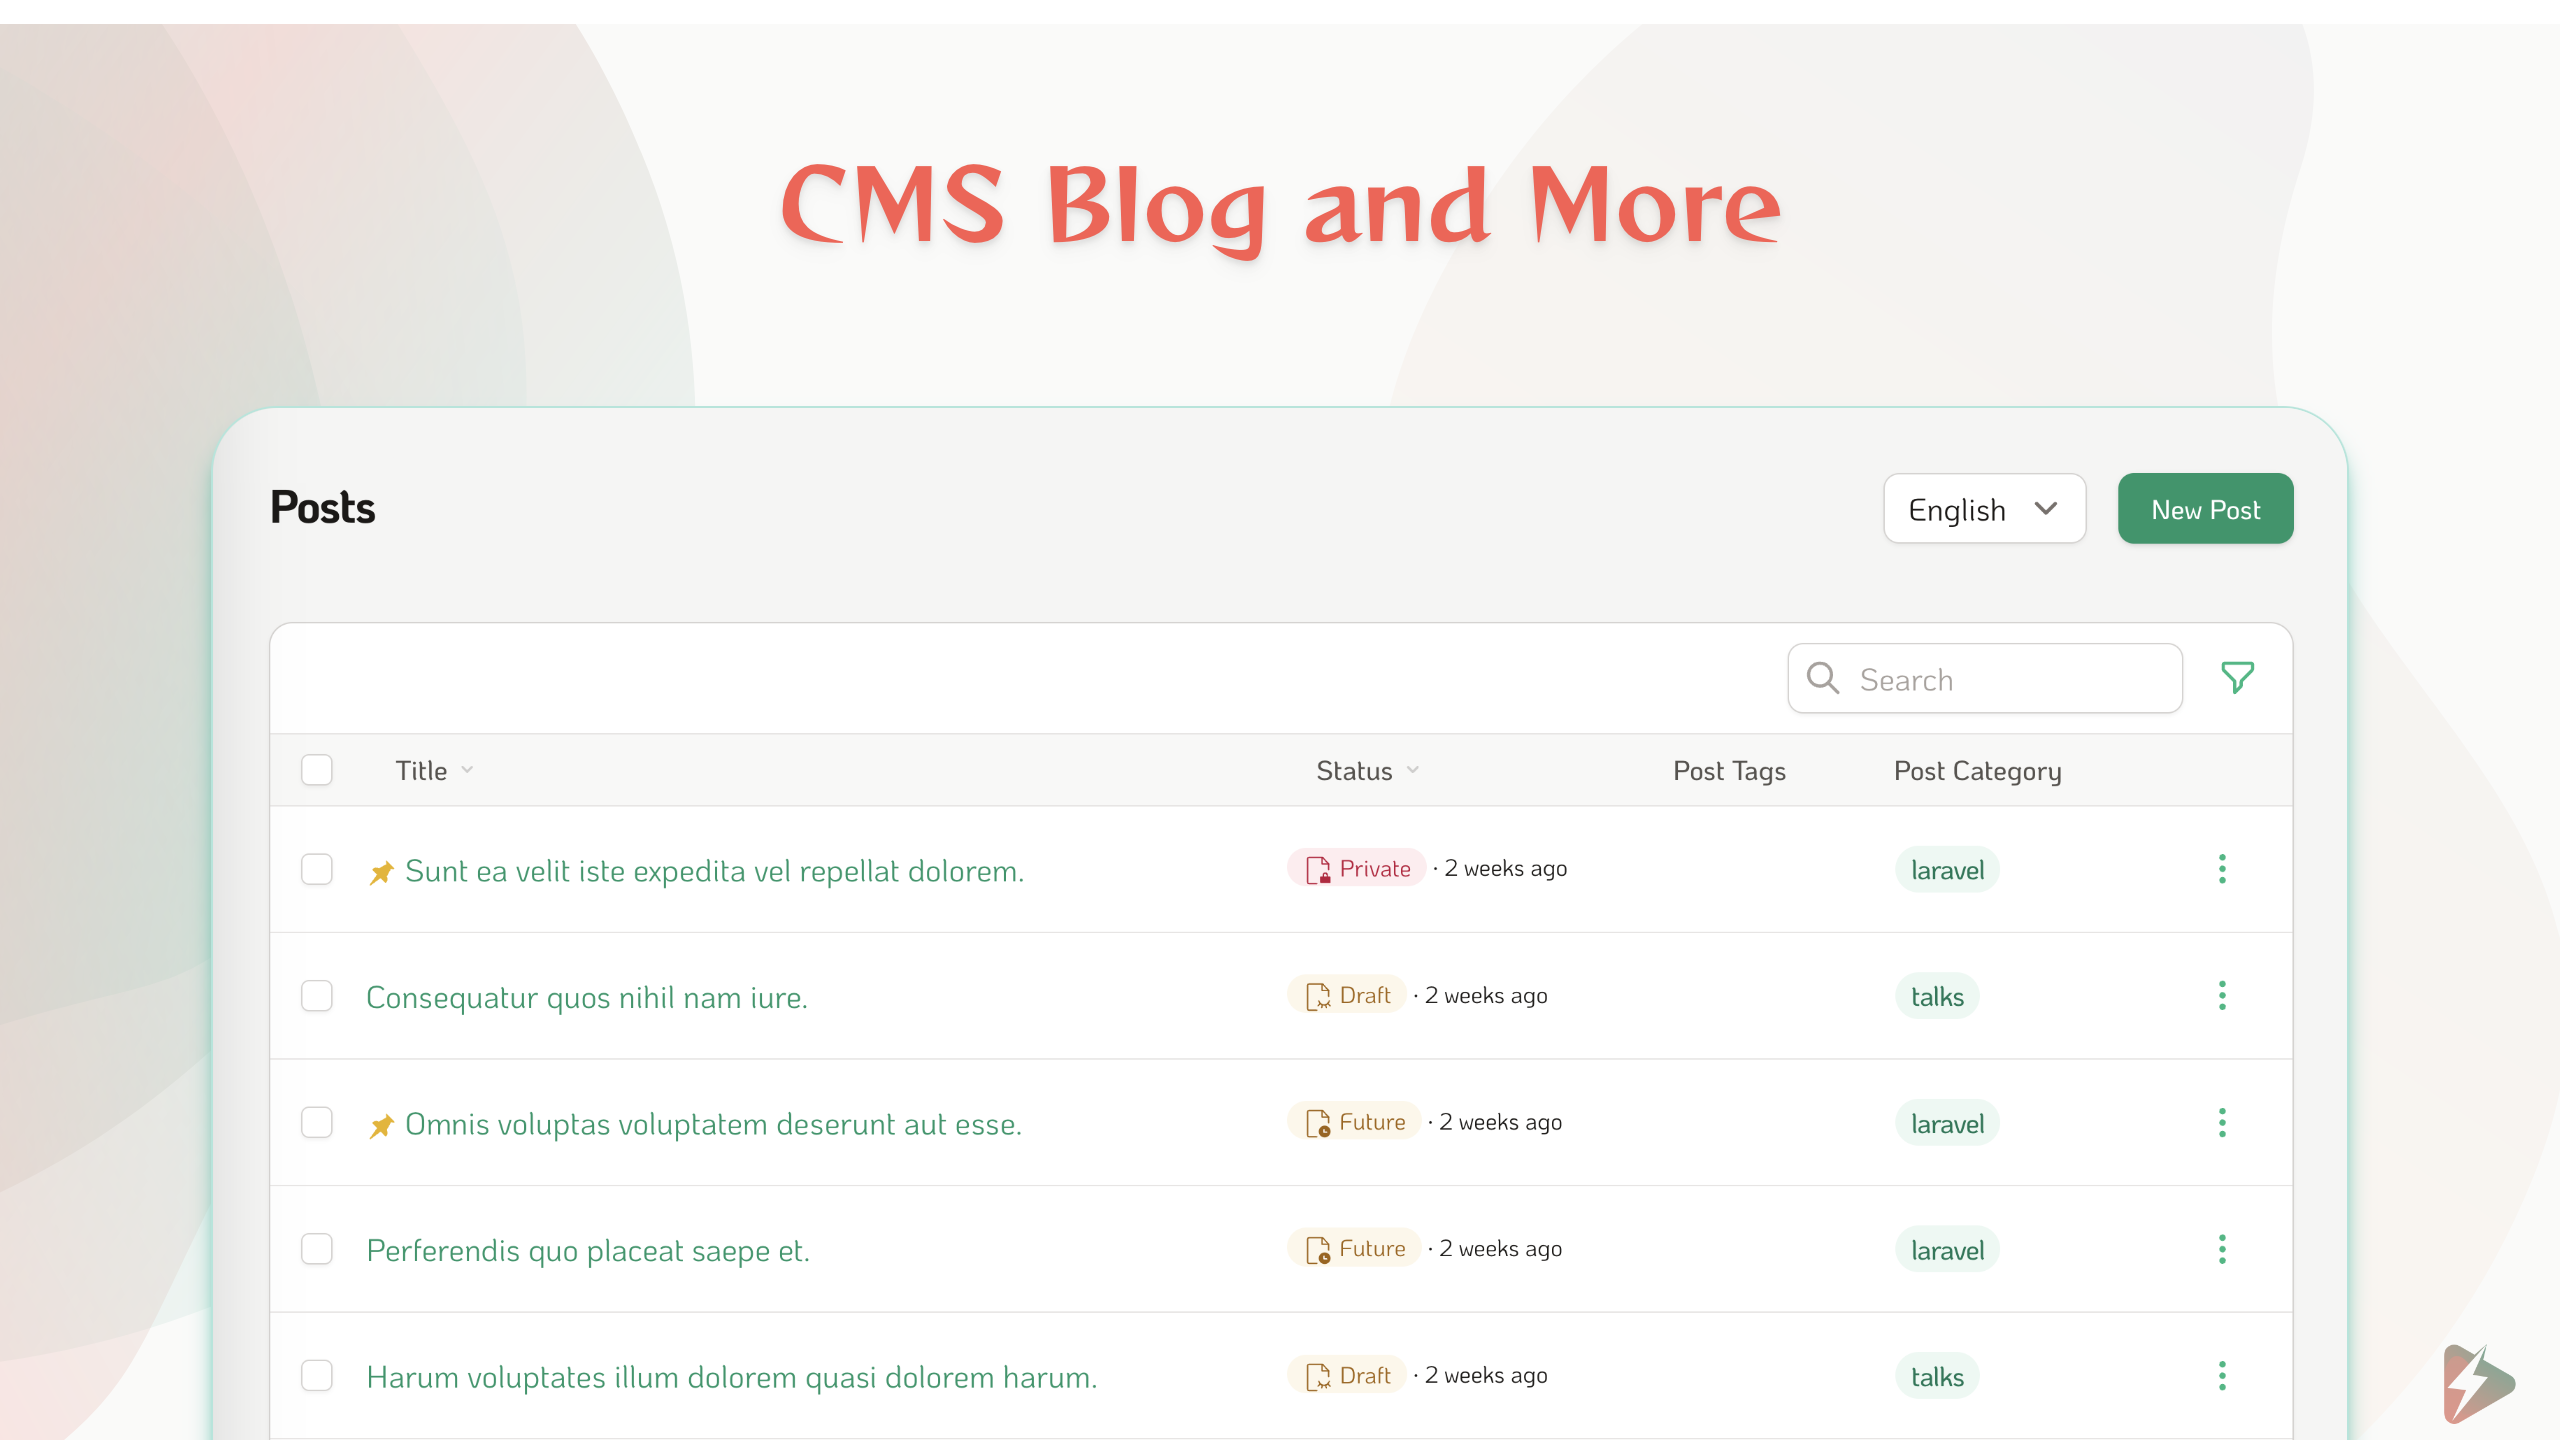 CMS Blog and More
Posts
English
New Post
Search
Title Status Post Tags Post Category
Sunt ea velit iste expedita vel repellat dolorem. Private · 2 weeks ago laravel
Consequatur quos nihil nam iure. Draft · 2 weeks ago talks
Omnis voluptas voluptatem deserunt aut esse. Future · 2 weeks ago laravel
Perferendis quo placeat saepe et. Future · 2 weeks ago laravel
Harum voluptates illum dolorem quasi dolorem harum. Draft · 2 weeks ago talks